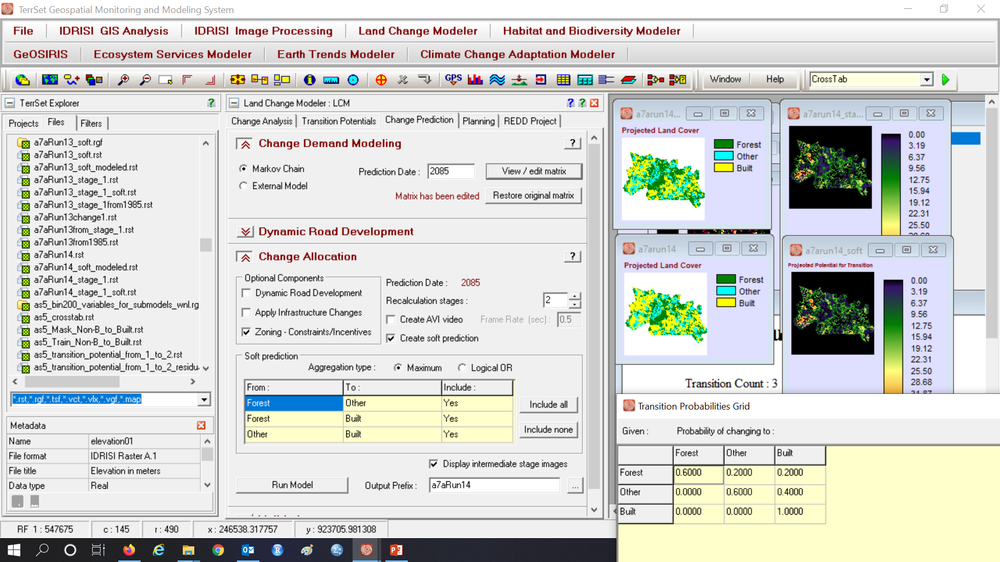 TerrSet Geospatial Monitoring and Modeling System
File IDRISI GIS Analysis IDRISI Image Processing Land Change Modeler Habitat and Biodiversity Modeler
GeOSIRIS Ecosystem Services Modeler Earth Trends Modeler Climate Change Adaptation Modeler
GPS Window Help CrossTab
TerrSet Explorer
Projects Files Filters
a7aRun13_soft.rgf
a7aRun13_soft.rst
a7aRun13_soft_modeled.rst
a7aRun13_stage_1.rst
a7aRun13_stage_1_soft.rst
a7aRun13_stage_1from1985.rst
a7aRun13change1.rst
a7aRun13from_stage_1.rst
a7aRun13from1985.rst
a7aRun14.rst
a7aRun14_soft_modeled.rst
a7aRun14_stage_1.rst
a7aRun14_stage_1_soft.rst
as5_bin200_variables_for_submodels_wnl.rg
as5_crosstab.rst
as5_Mask_Non-B_to_Built.rst
as5_Train_Non-B_to_Built.rst
as5_transition_potential_from_1_to_2.rst
as5_transition_potential_from_1_to_2_residu
*.rst,*.rgf,*.tsf,*.vct,*.vlx,*.vgf,*.map
Metadata
Name elevation01
File format IDRISI Raster A.1
File title Elevation in meters
Data type Real
Land Change Modeler : LCM
Change Analysis Transition Potentials Change Prediction Planning REDD Project
Change Demand Modeling ?
Markov Chain
External Model
Prediction Date : 2085 View / edit matrix
Matrix has been edited Restore original matrix
Dynamic Road Development
Change Allocation ?
Optional Components
Dynamic Road Development
Apply Infrastructure Changes
Zoning - Constraints/Incentives
Prediction Date : 2085
Recalculation stages : 2
Create AVI video Frame Rate (sec) : 0.5
Create soft prediction
Soft prediction
Aggregation type : Maximum Logical OR
From : To : Include :
Forest Other Yes
Forest Built Yes
Other Built Yes
Include all
Include none
Display intermediate stage images
Run Model Output Prefix : a7aRun14 ...
a7arun14...
Projected Land Cover
Forest
Other
Built
a7arun14_sta...
0.00
3.19
6.37
9.56
12.75
15.94
19.12
22.31
25.50
a7arun14
Projected Land Cover
Forest
Other
Built
a7arun14_soft
Projected Potential for Transition
0.00
3.19
6.37
9.56
12.75
15.94
19.12
22.31
25.50
28.68
31.87
Transition Count : 3
Transition Probabilities Grid
Given : Probability of changing to :
Forest Other Built
Forest 0.6000 0.2000 0.2000
Other 0.0000 0.6000 0.4000
Built 0.0000 0.0000 1.0000
RF 1 : 547675 c : 145 r : 490 x : 246538.317757 y : 923705.981308